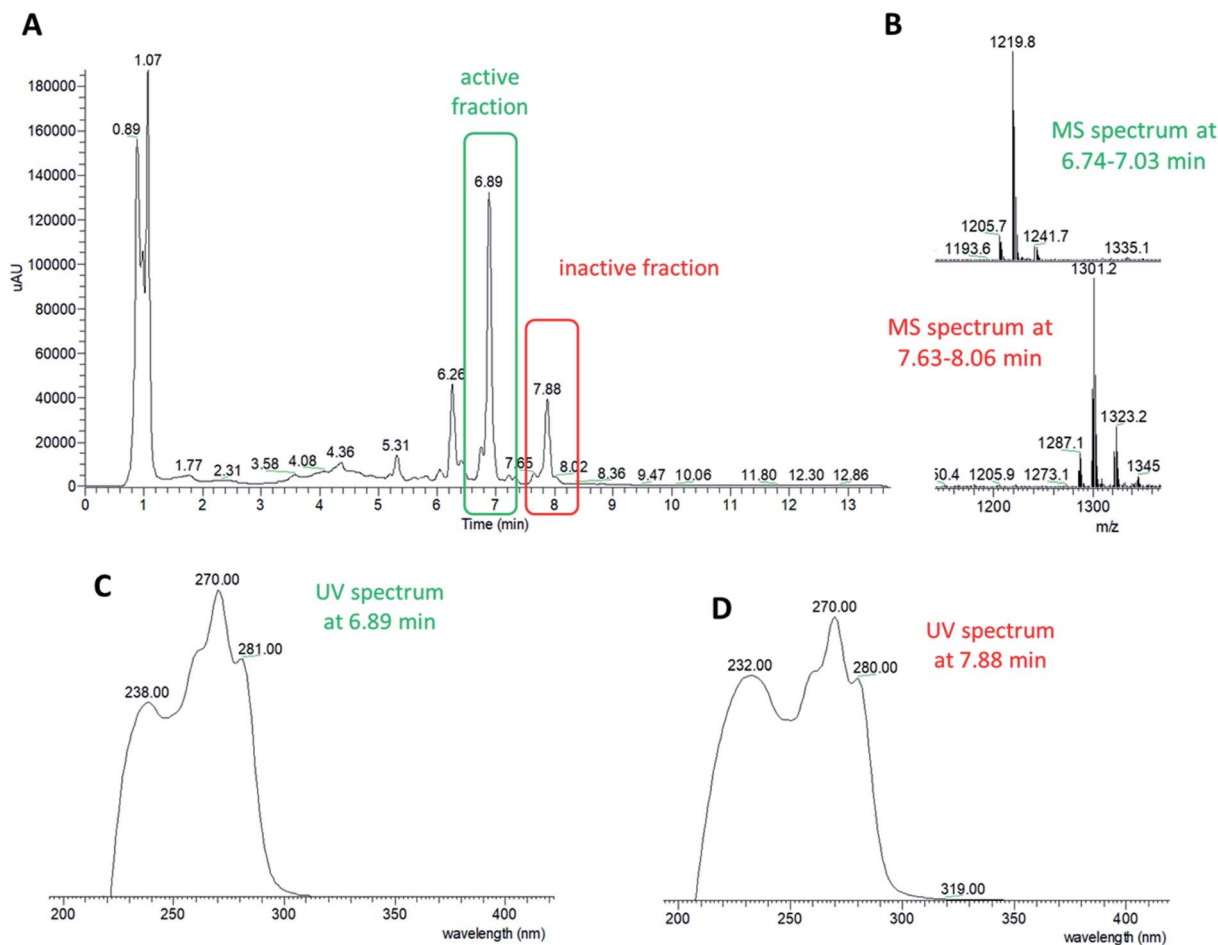 A
1.07
0.89
active
fraction
6.89
inactive fraction
6.26
7.88
1.77
2.31
3.58
4.08
4.36
5.31
7.65
8.02
8.36
9.47
10.06
11.80
12.30
12.86
180000
160000
140000
120000
100000
80000
60000
40000
20000
0
uAU
0 1 2 3 4 5 6 7 8 9 10 11 12 13
Time (min)
B
1219.8
MS spectrum at
6.74-7.03 min
1205.7
1241.7
1193.6
1335.1
1301.2
MS spectrum at
7.63-8.06 min
1323.2
1287.1
1345
50.4
1205.9
1273.1
1200 1300
m/z
C
270.00
UV spectrum
at 6.89 min
281.00
238.00
200 250 300 350 400
wavelength (nm)
D
270.00
UV spectrum
at 7.88 min
232.00
280.00
319.00
200 250 300 350 400
wavelength (nm)